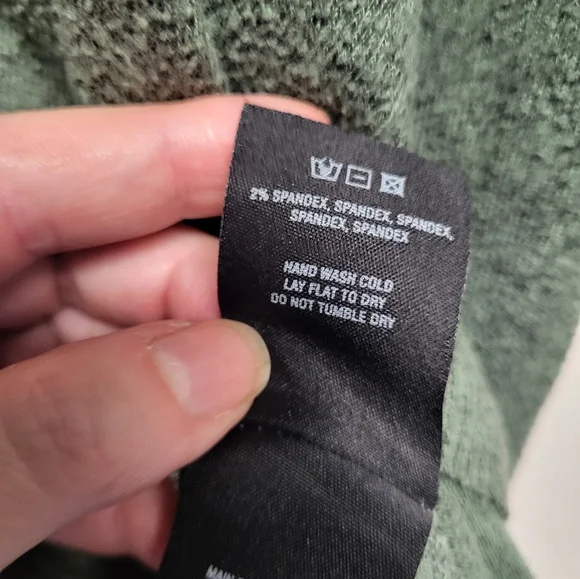 2% SPANDEX, SPANDEX, SPANDEX,
SPANDEX, SPANDEX
HAND WASH COLD
LAY FLAT TO DRY
DO NOT TUMBLE DRY